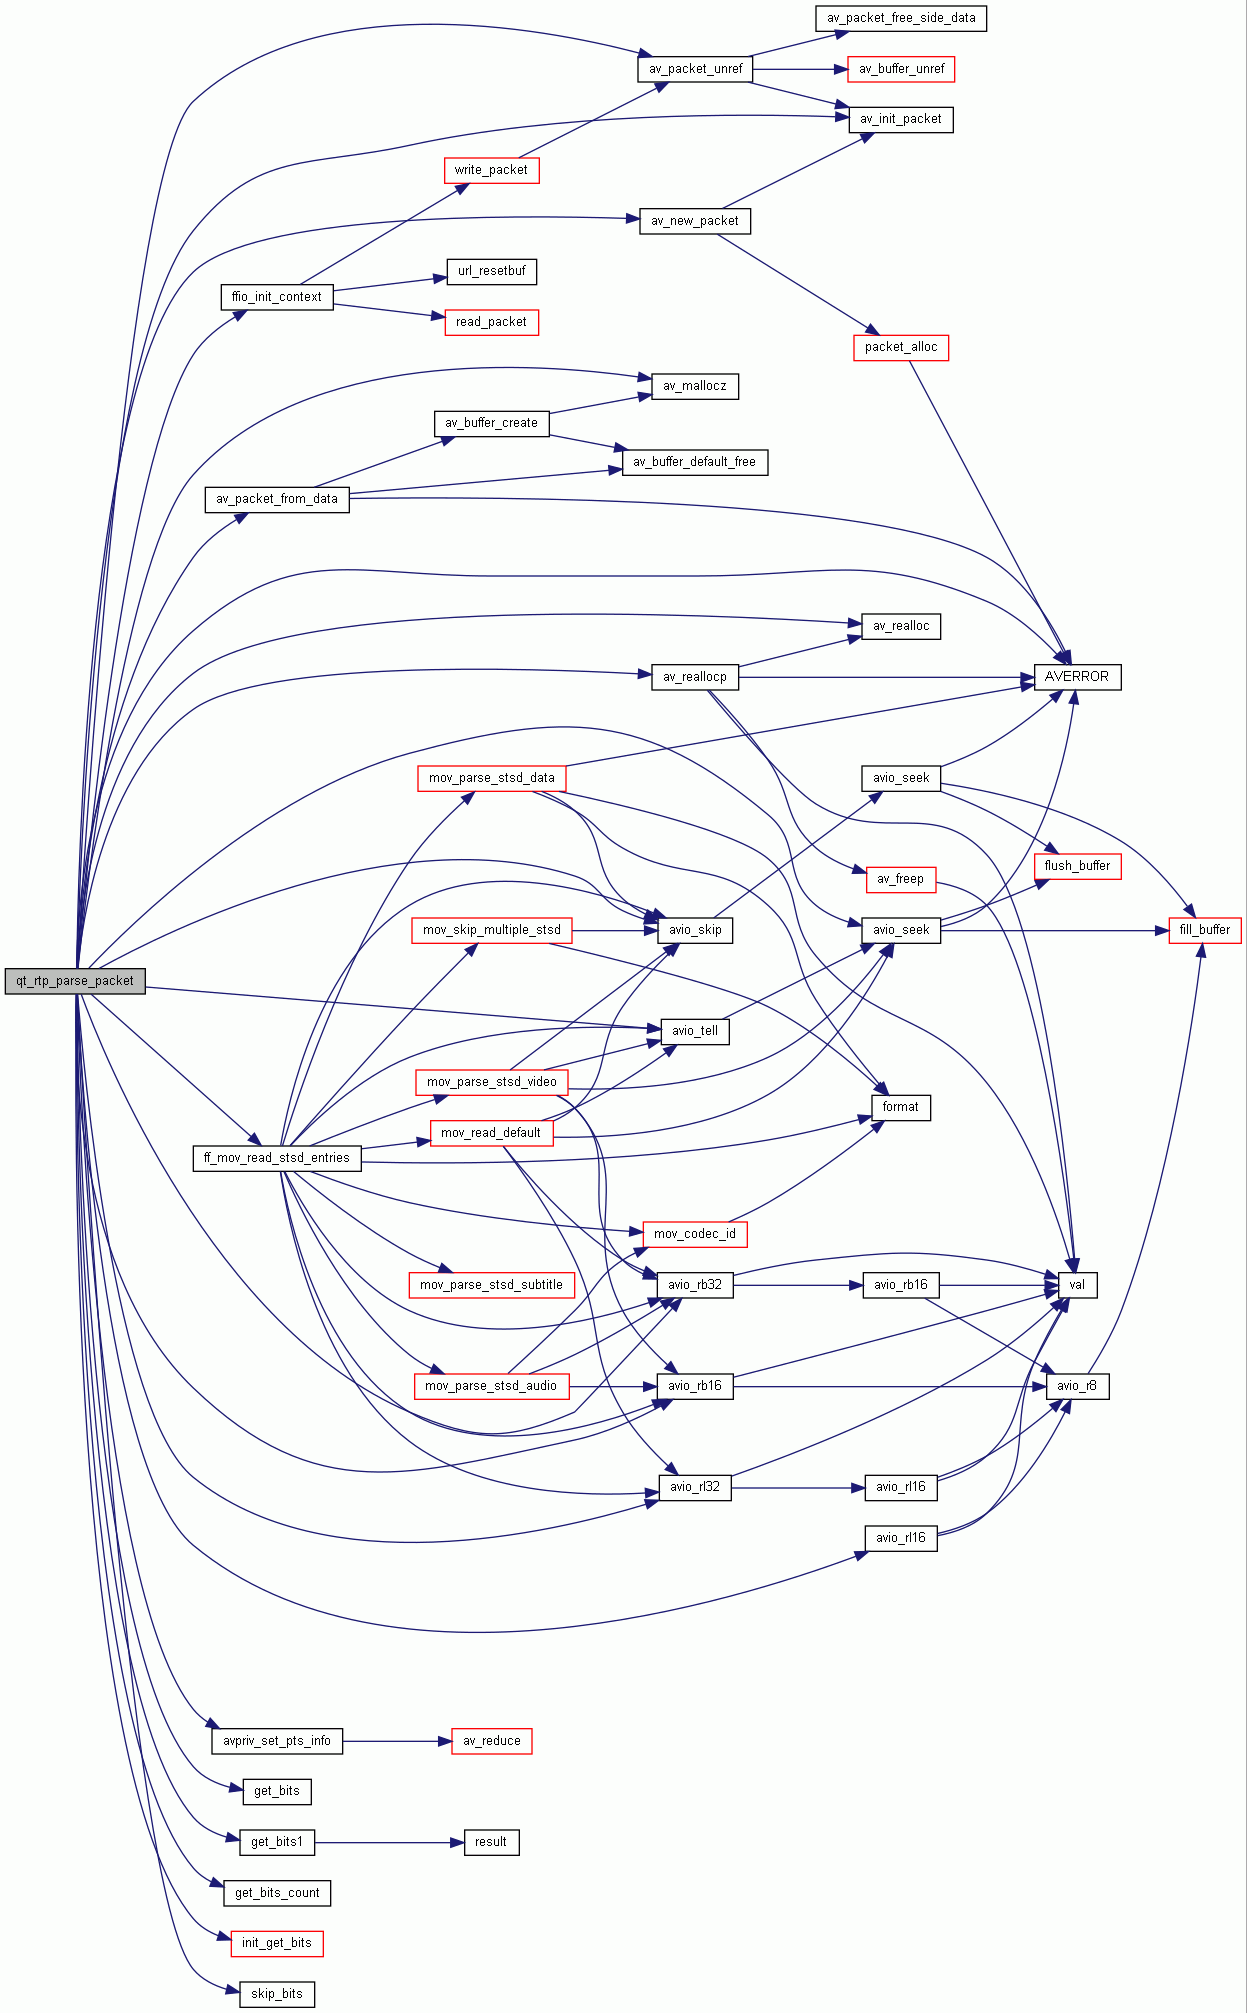 av_packet_free_side_data
av_packet_unref
av_buffer_unref
av_init_packet
write_packet
av_new_packet
url_resetbuf
ffio_init_context
read_packet
packet_alloc
av_mallocz
av_buffer_create
av_buffer_default_free
av_packet_from_data
av_realloc
av_reallocp
AVERROR
mov_parse_stsd_data
avio_seek
flush_buffer
av_freep
mov_skip_multiple_stsd
avio_skip
avio_seek
fill_buffer
qt_rtp_parse_packet
avio_tell
mov_parse_stsd_video
format
mov_read_default
ff_mov_read_stsd_entries
mov_codec_id
mov_parse_stsd_subtitle
avio_rb32
avio_rb16
val
mov_parse_stsd_audio
avio_rb16
avio_r8
avio_rl32
avio_rl16
avio_rl16
avpriv_set_pts_info
av_reduce
get_bits
get_bits1
result
get_bits_count
init_get_bits
skip_bits